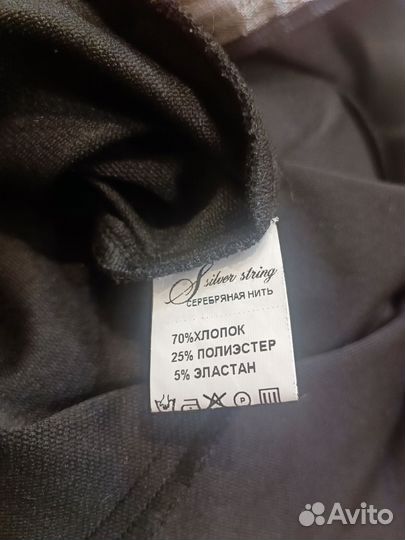 Silver string
СЕРЕБРЯНАЯ НИТЬ
70%ХЛОПОК
25% ПОЛИЭСТЕР
5% ЭЛАСТАН
P
Avito